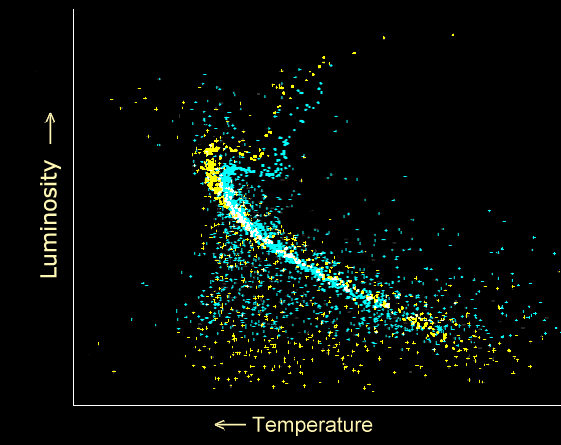 Luminosity →
← Temperature